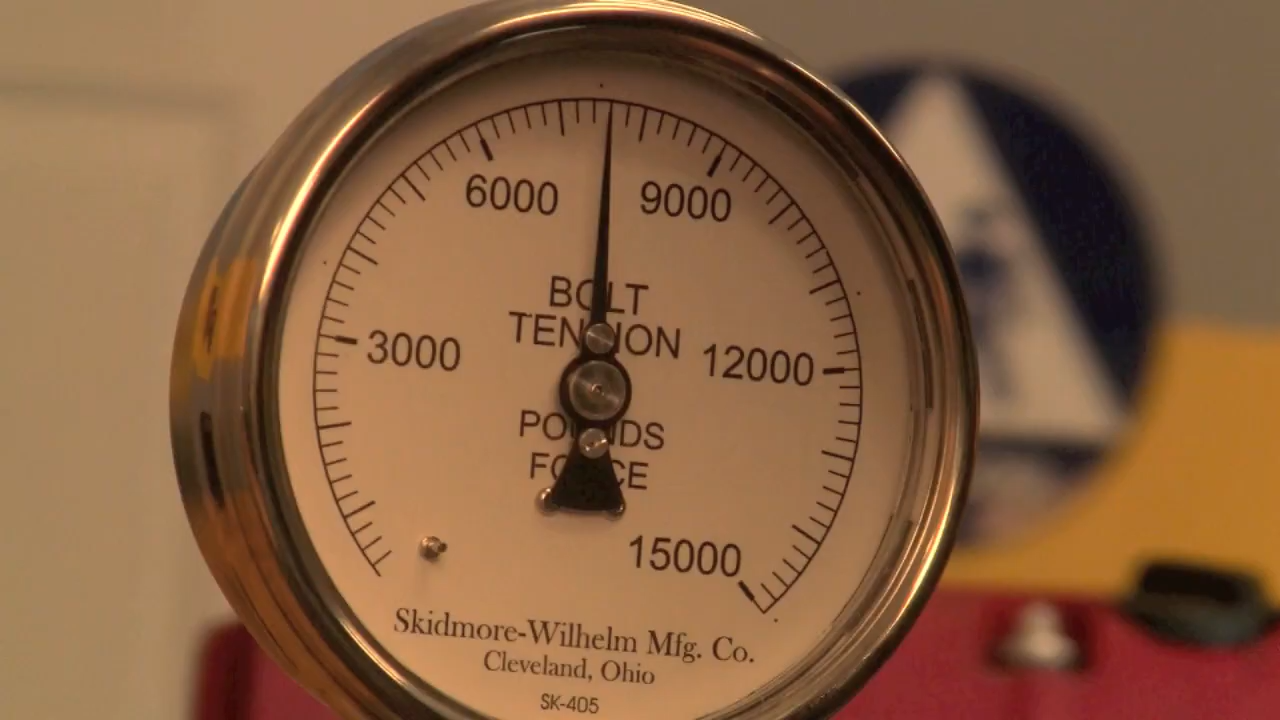 6000 9000
BOLT
TENSION
3000 12000
POUNDS
FORCE
15000
Skidmore-Wilhelm Mfg. Co.
Cleveland, Ohio
SK-405